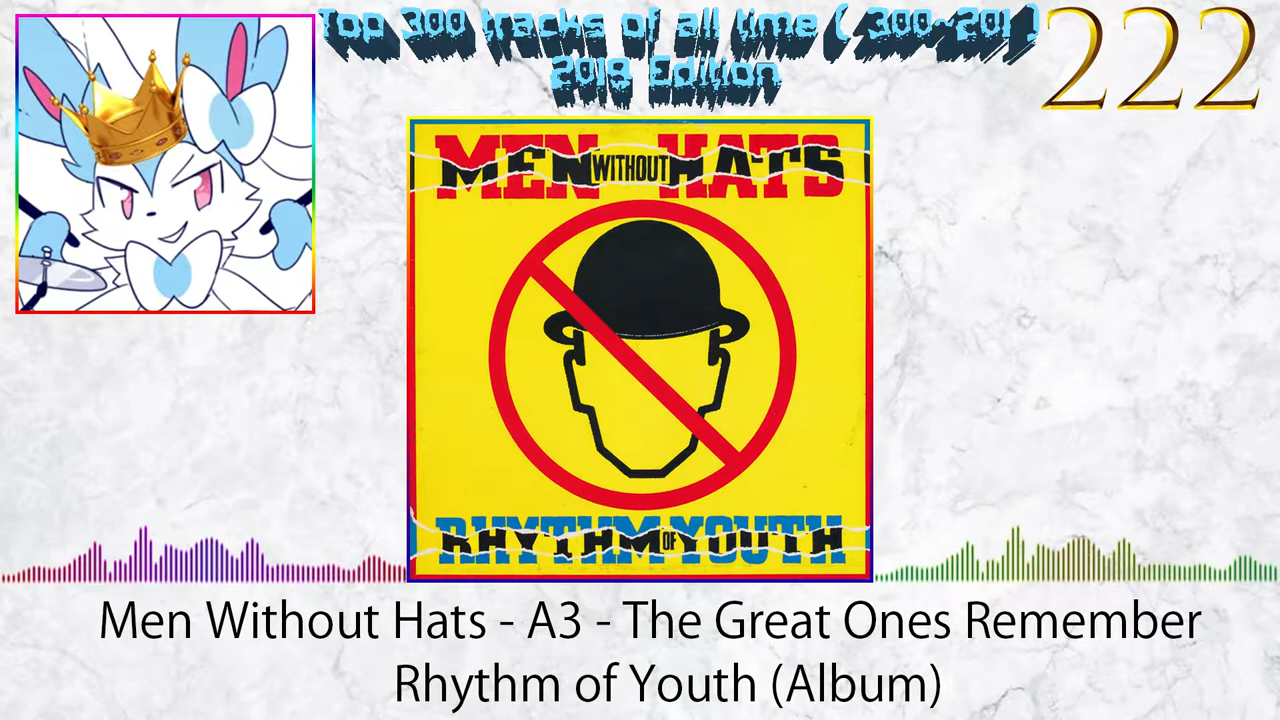 Top 300 tracks of all time ( 300~201 )
2018 Edition
222
MEN WITHOUT HATS
RHYTHM OF YOUTH
Men Without Hats - A3 - The Great Ones Remember
Rhythm of Youth (Album)